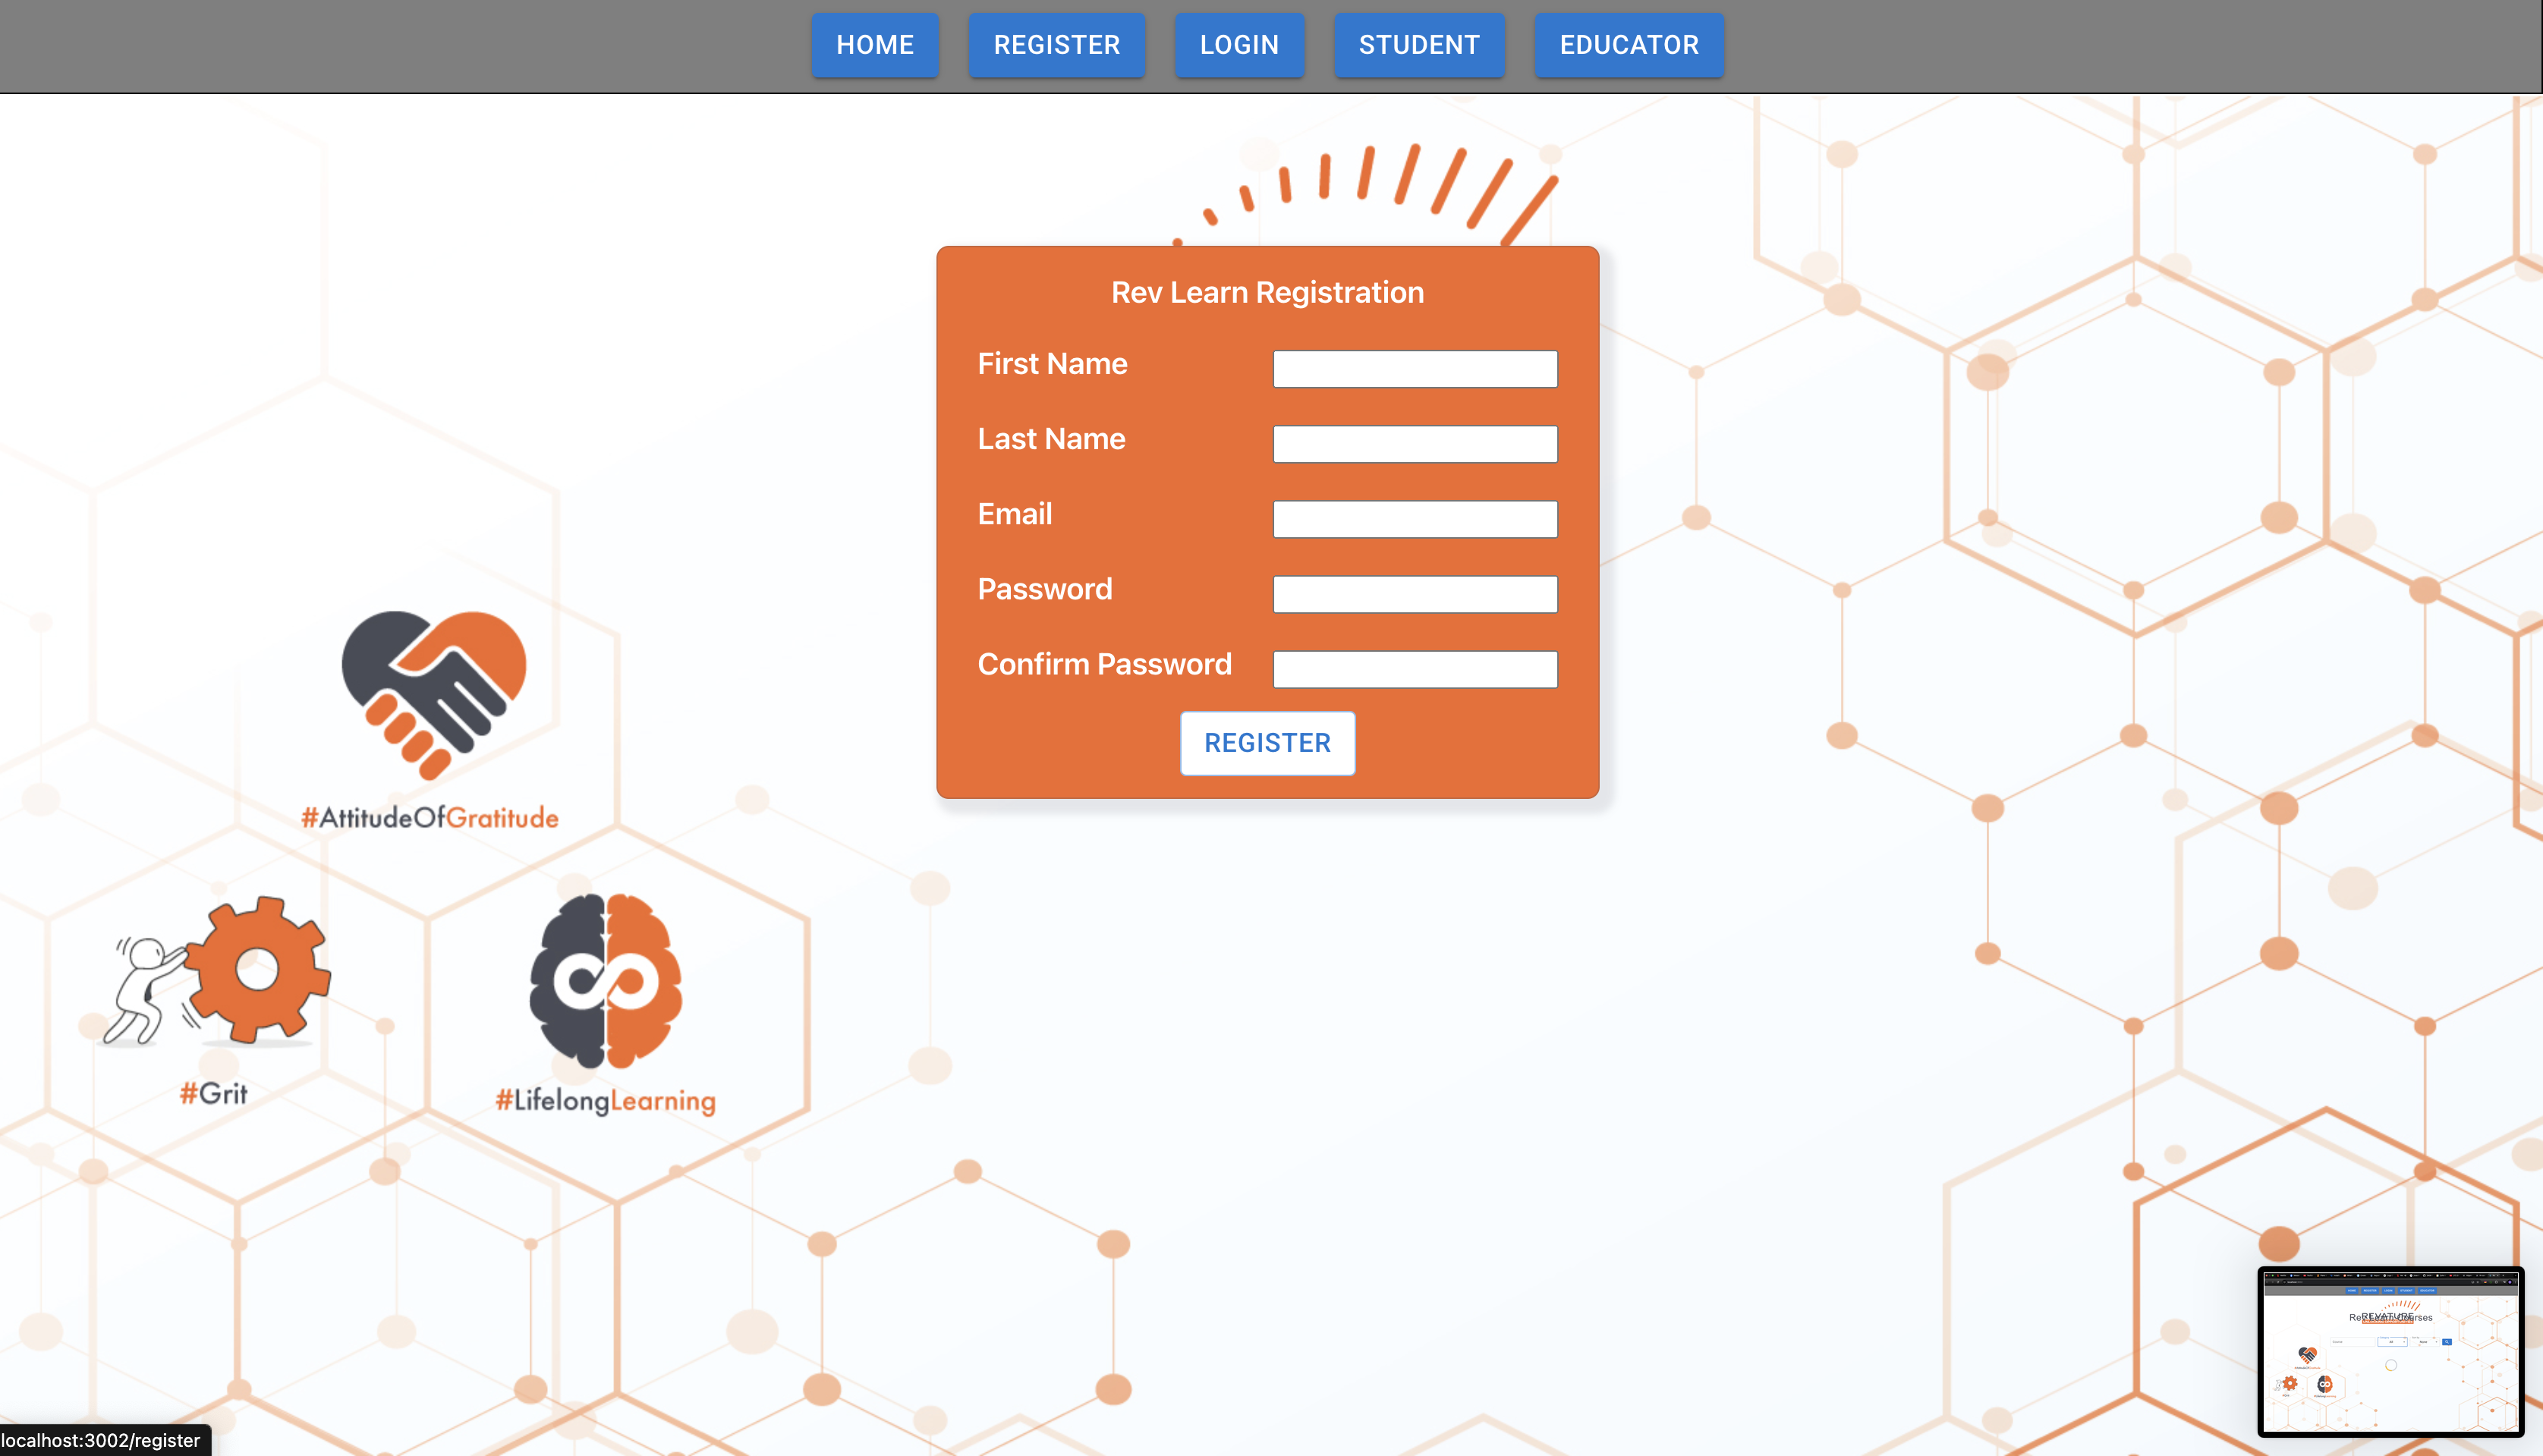 HOME REGISTER LOGIN STUDENT EDUCATOR
Rev Learn Registration
First Name
Last Name
Email
Password
Confirm Password
REGISTER
#AttitudeOfGratitude
#Grit
#LifelongLearning
localhost:3002/register